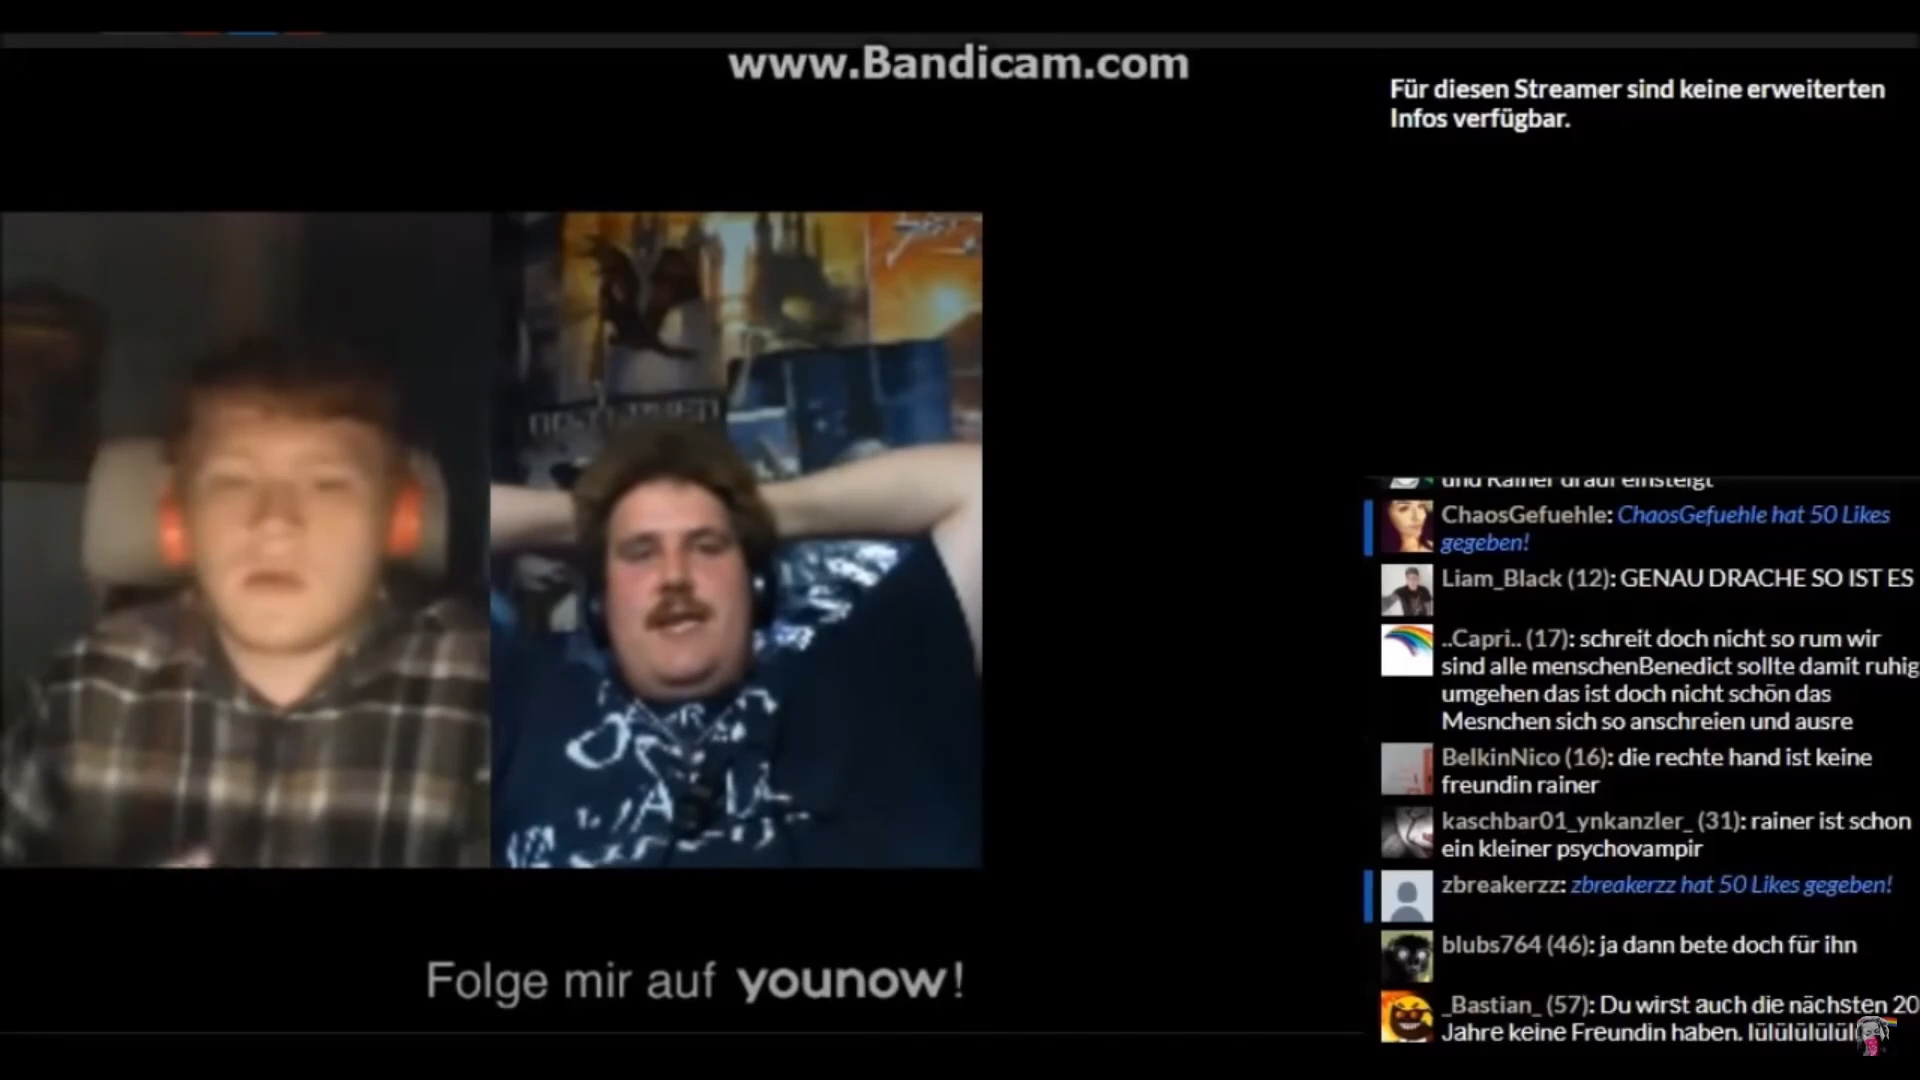 www.Bandicam.com
Für diesen Streamer sind keine erweiterten
Infos verfügbar.
und Rainer drauf einsteigt
ChaosGefuehle: ChaosGefuehle hat 50 Likes
gegeben!
Liam_Black (12): GENAU DRACHE SO IST ES
..Capri.. (17): schreit doch nicht so rum wir
sind alle menschenBenedict sollte damit ruhig
umgehen das ist doch nicht schön das
Mesnchen sich so anschreien und ausre
BelkinNico (16): die rechte hand ist keine
freundin rainer
kaschbar01_ynkanzler_ (31): rainer ist schon
ein kleiner psychovampir
zbreakerzz: zbreakerzz hat 50 Likes gegeben!
blubs764 (46): ja dann bete doch für ihn
_Bastian_ (57): Du wirst auch die nächsten 20
Jahre keine Freundin haben. lülülülülül
Folge mir auf younow!